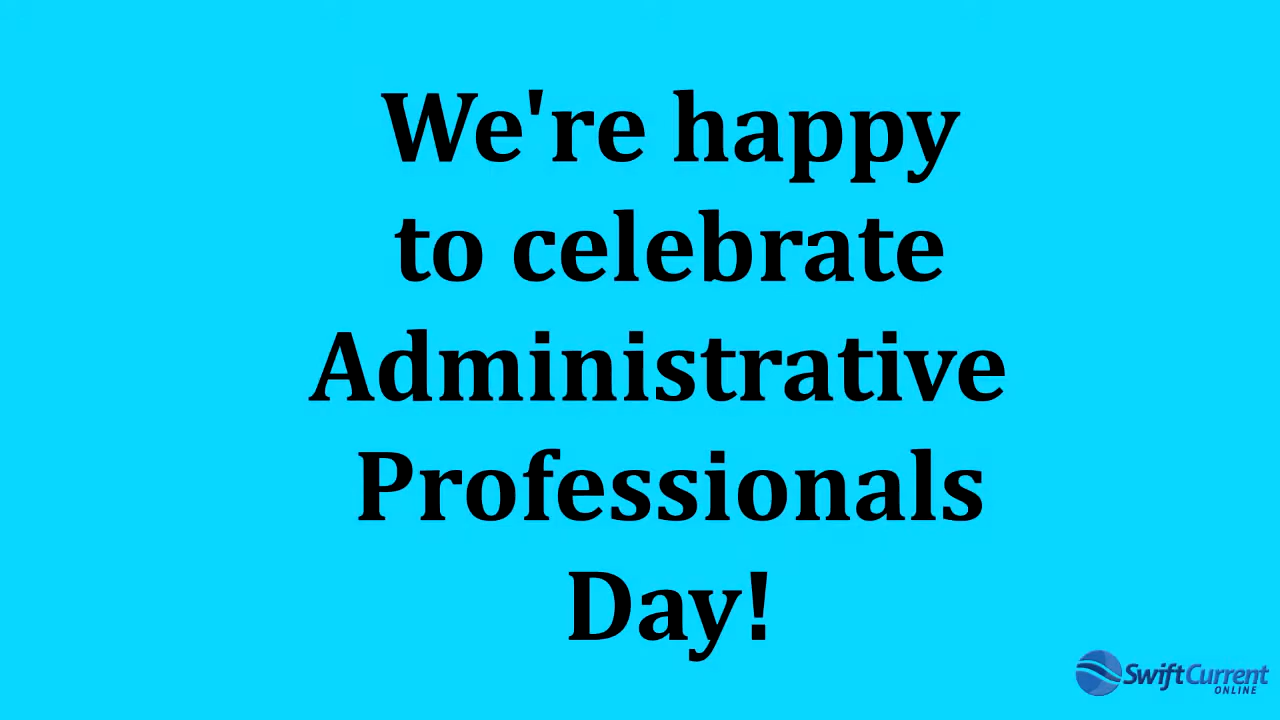 We're happy
to celebrate
Administrative
Professionals
Day!
SwiftCurrent
ONLINE